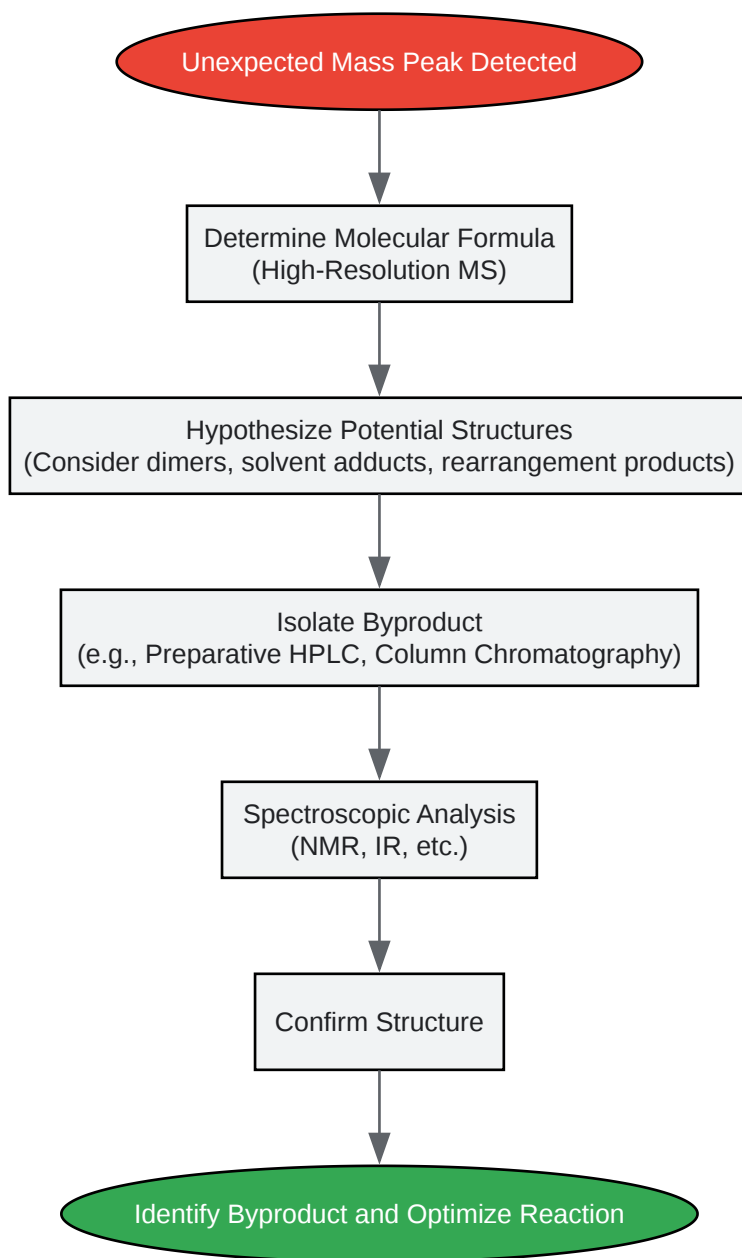 Unexpected Mass Peak Detected
Determine Molecular Formula
(High-Resolution MS)
Hypothesize Potential Structures
(Consider dimers, solvent adducts, rearrangement products)
Isolate Byproduct
(e.g., Preparative HPLC, Column Chromatography)
Spectroscopic Analysis
(NMR, IR, etc.)
Confirm Structure
Identify Byproduct and Optimize Reaction